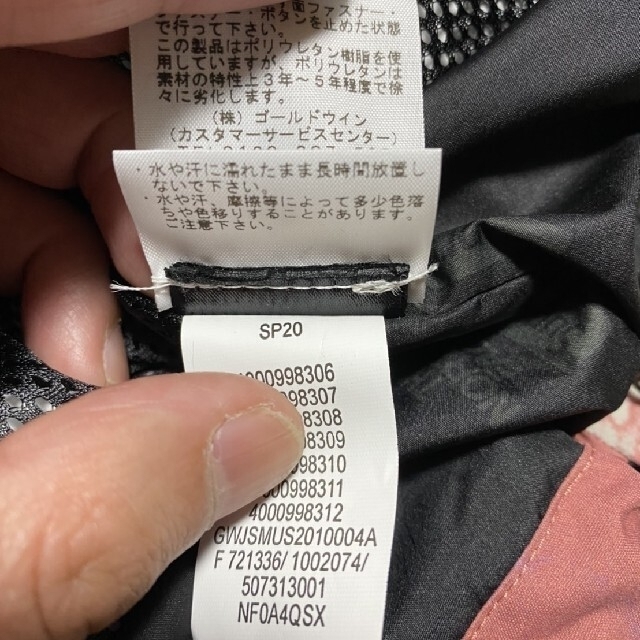 面ファスナー
ボタンを止めた状態
で行って下さい。
この製品はポリウレタン樹脂を使
用していますが、ポリウレタンは
素材の特性上3年～5年程度で徐
々に劣化します。
(株) ゴールドウイン
(カスタマーサービスセンター)
・水や汗に濡れたまま長時間放置し
ないで下さい。
・水や汗、摩擦等によって多少色落
ちや色移りすることがあります。
ご注意下さい。
SP20
000998306
998307
98308
98309
998310
000998311
4000998312
GWJSMUS2010004A
F 721336/ 1002074/
507313001
NF0A4QSX